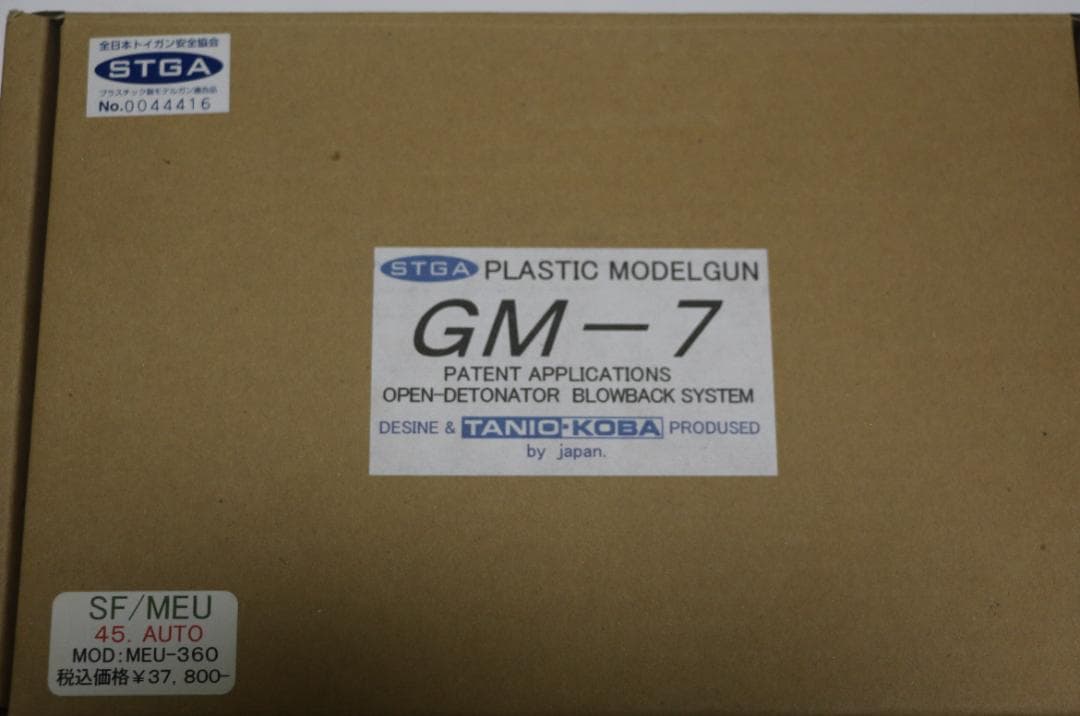 全日本トイガン安全協会
STGA
プラスチック製モデルガン適合品
No.0044416
STGA PLASTIC MODELGUN
GM-7
PATENT APPLICATIONS
OPEN-DETONATOR BLOWBACK SYSTEM
DESINE & TANIO・KOBA PRODUSED
by japan.
SF/MEU
45. AUTO
MOD:MEU-360
税込価格¥37,800-